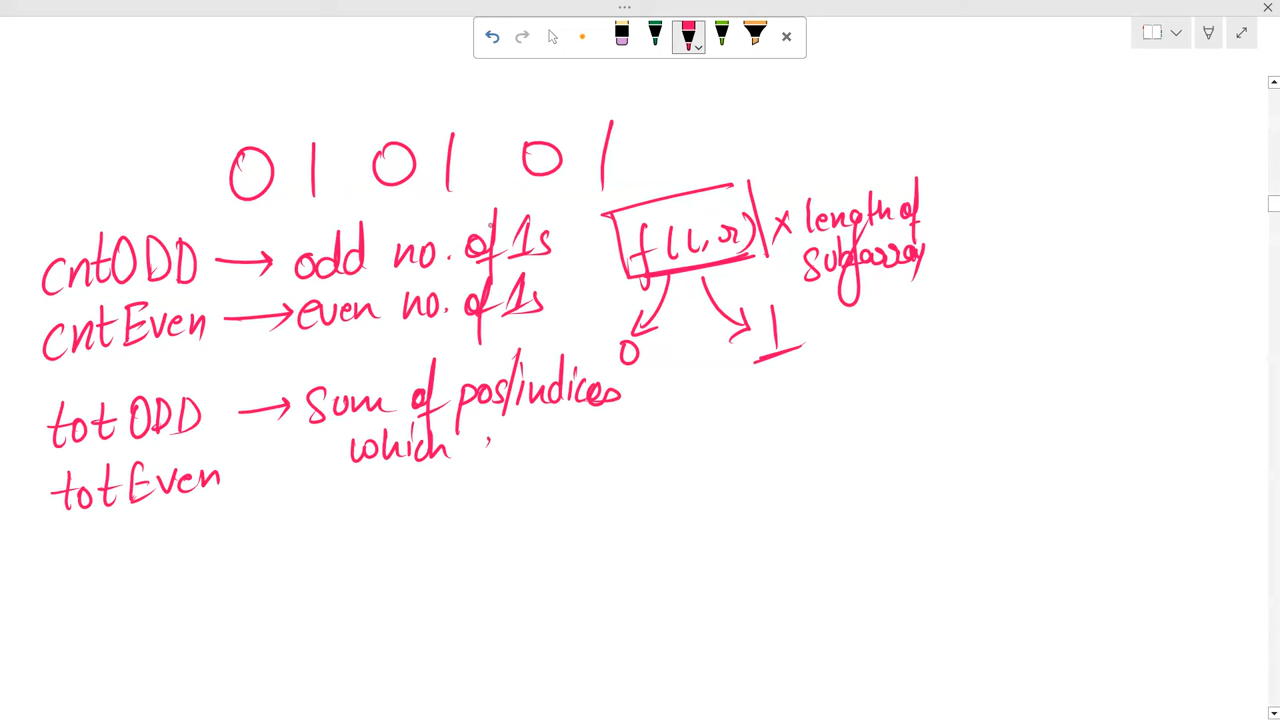 0 1 0 1 0 1
cntODD → odd no. of 1s
cntEven → even no. of 1s
f(l,r) × length of
subarray
0 1
totODD → sum of pos/indices
which
totEven